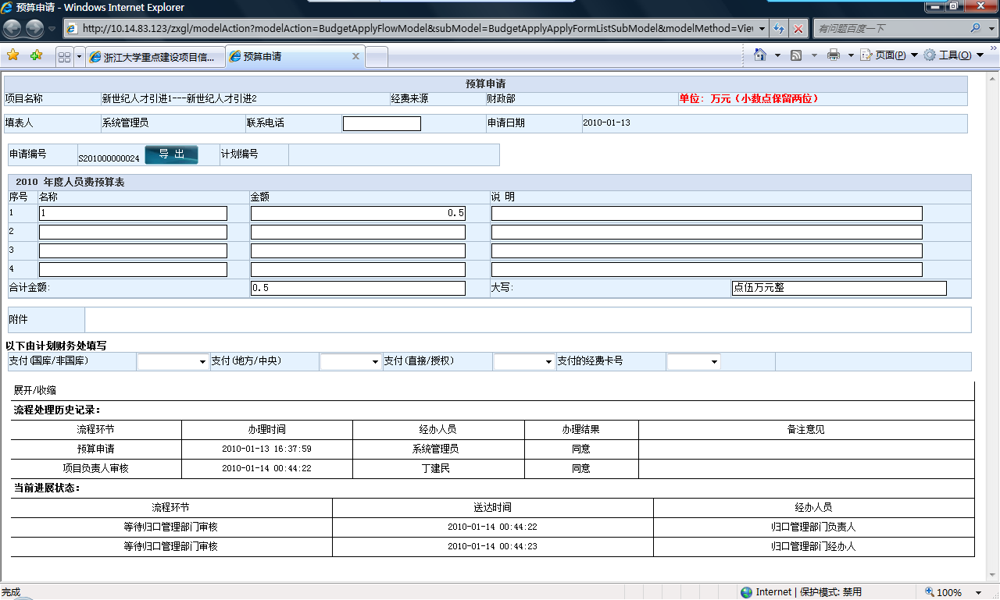 预算申请 - Windows Internet Explorer
http://10.14.83.123/zxgl/modelAction?modelAction=BudgetApplyFlowModel&subModel=BudgetApplyApplyFormListSubModel&modelMethod=View
有问题百度一下
浙江大学重点建设项目信... 预算申请 页面(P) 工具(O)
预算申请
项目名称 新世纪人才引进1---新世纪人才引进2 经费来源 财政部 单位：万元（小数点保留两位）
填表人 系统管理员 联系电话 申请日期 2010-01-13
申请编号 S201000000024 导 出 计划编号
2010 年度人员费预算表
序号 名称 金额 说 明
1 1 0.5
2
3
4
合计金额: 0.5 大写: 点伍万元整
附件
以下由计划财务处填写
支付(国库/非国库) 支付(地方/中央) 支付(直接/授权) 支付的经费卡号
展开/收缩
流程处理历史记录：
流程环节 办理时间 经办人员 办理结果 备注意见
预算申请 2010-01-13 16:37:59 系统管理员 同意
项目负责人审核 2010-01-14 00:44:22 丁建民 同意
当前进展状态：
流程环节 送达时间 经办人员
等待归口管理部门审核 2010-01-14 00:44:22 归口管理部门负责人
等待归口管理部门审核 2010-01-14 00:44:23 归口管理部门经办人
完成 Internet | 保护模式: 禁用 100%